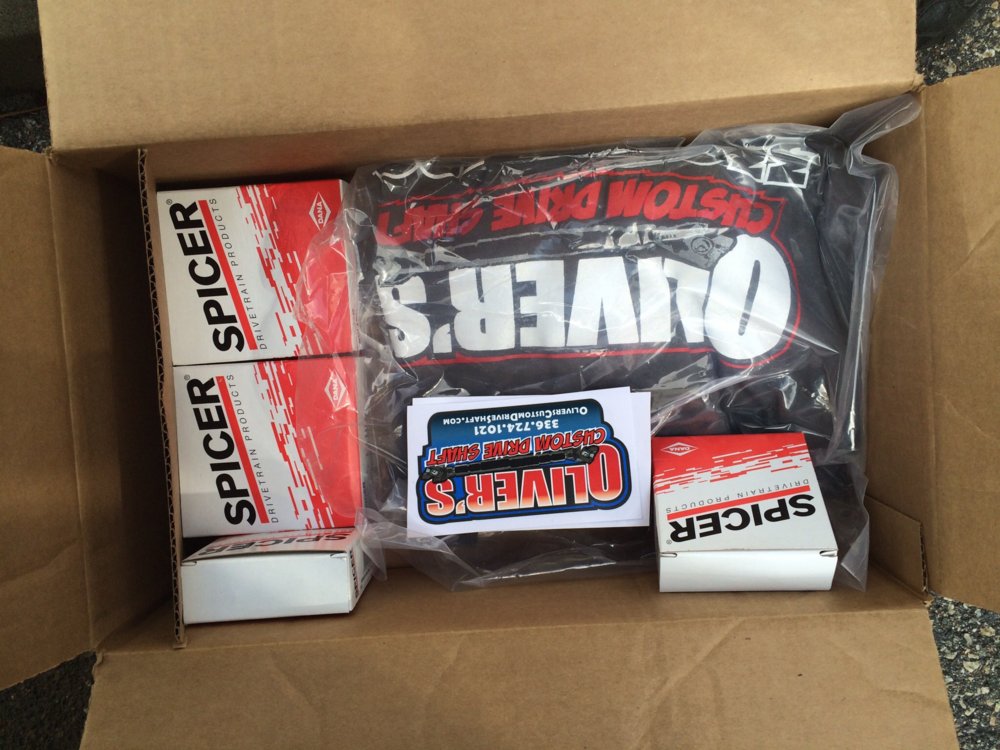 SPICER®
DRIVETRAIN PRODUCTS
DANA
SPICER®
DRIVETRAIN PRODUCTS
DANA
SPICER
OLIVER'S
CUSTOM DRIVE SHAFT
OLIVER'S
CUSTOM DRIVE SHAFT
336.724.1021
OLIVERSCUSTOMDRIVESHAFT.COM
SPICER®
DRIVETRAIN PRODUCTS
DANA